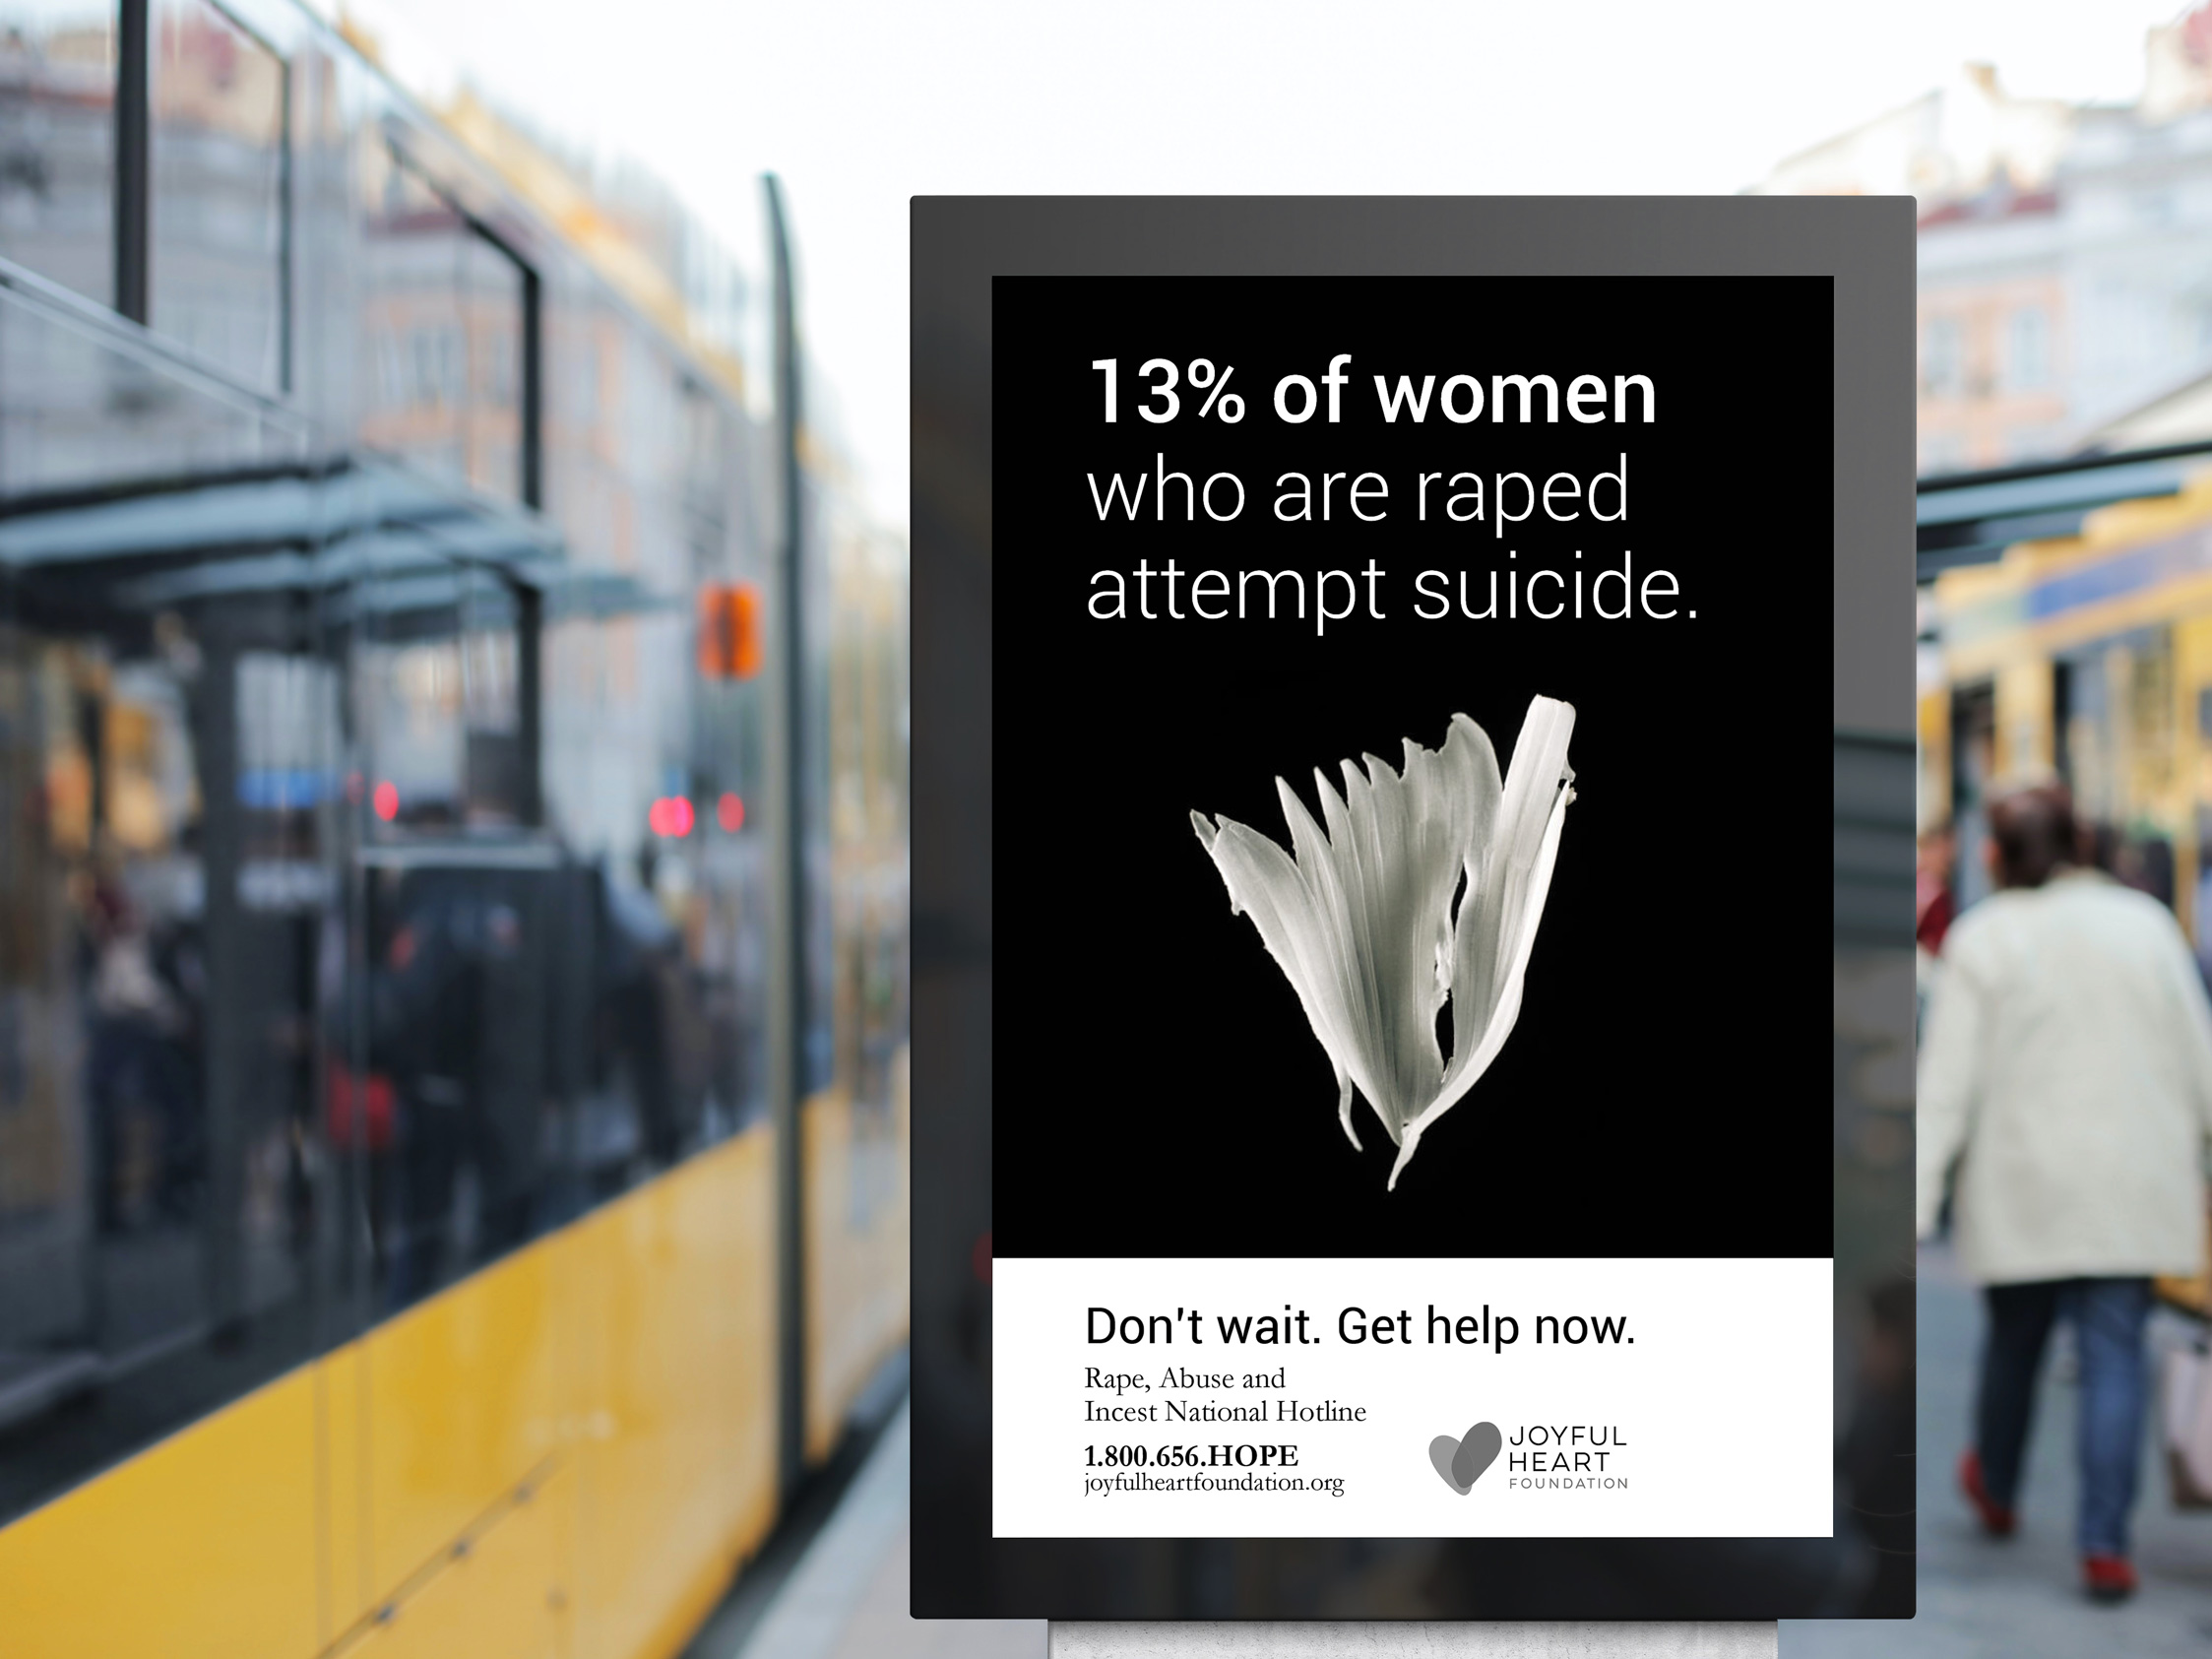 13% of women
who are raped
attempt suicide.
Don't wait. Get help now.
Rape, Abuse and
Incest National Hotline
1.800.656.HOPE
joyfulheartfoundation.org
JOYFUL
HEART
FOUNDATION